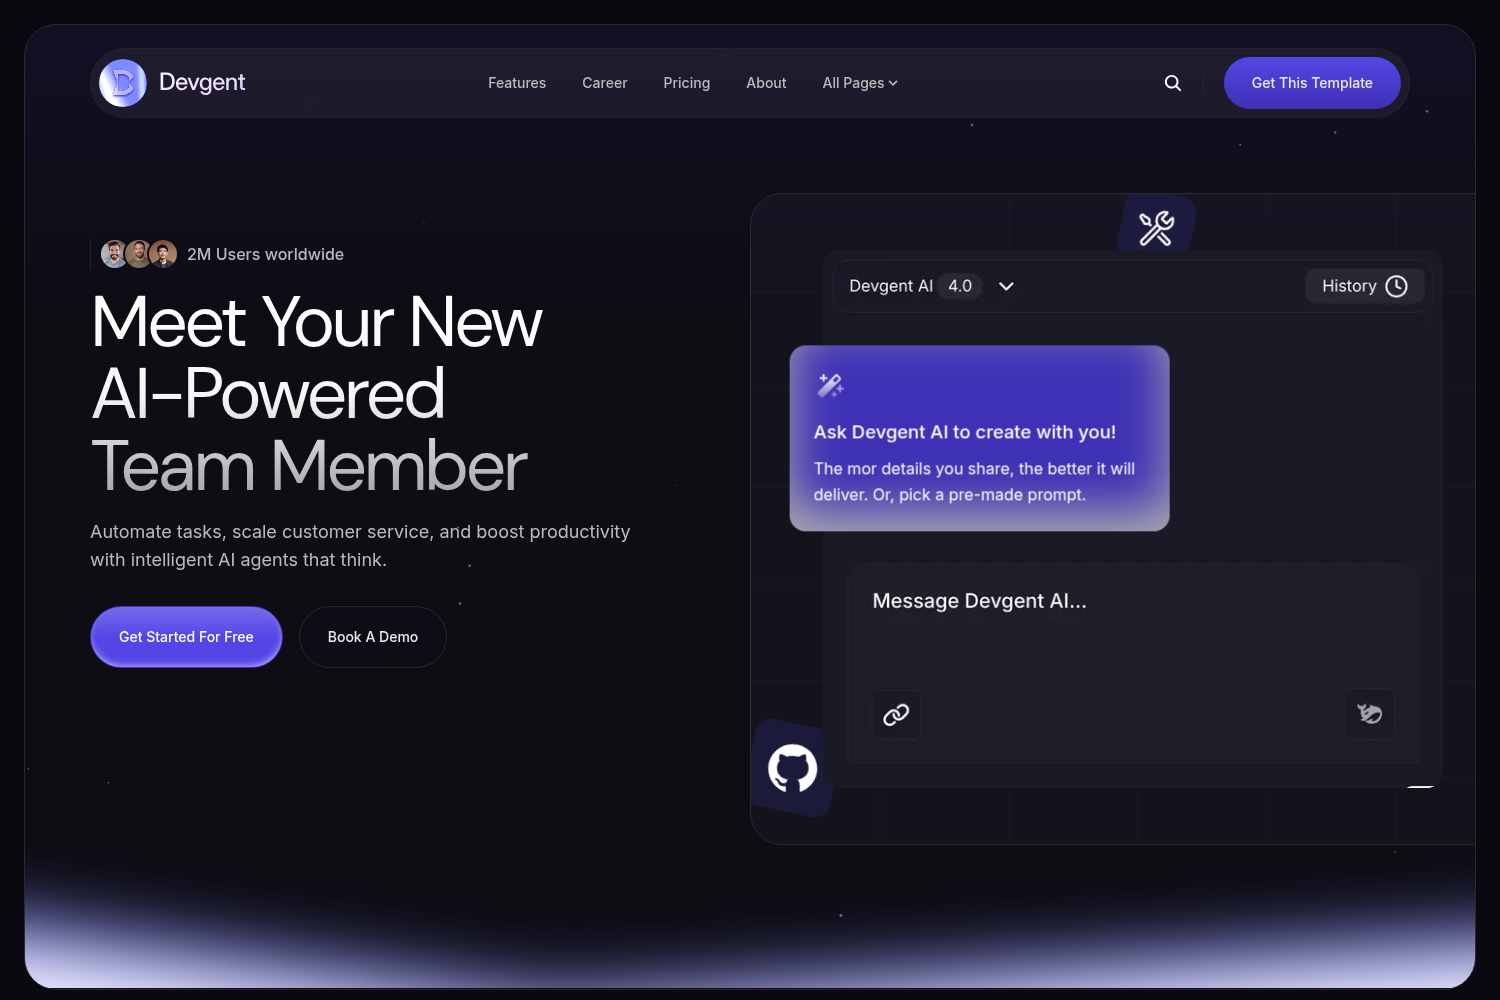 Devgent
Features
Career
Pricing
About
All Pages
Get This Template
2M Users worldwide
Meet Your New
AI-Powered
Team Member
Automate tasks, scale customer service, and boost productivity
with intelligent AI agents that think.
Get Started For Free
Book A Demo
Devgent AI 4.0
History
Ask Devgent AI to create with you!
The mor details you share, the better it will
deliver. Or, pick a pre-made prompt.
Message Devgent AI...